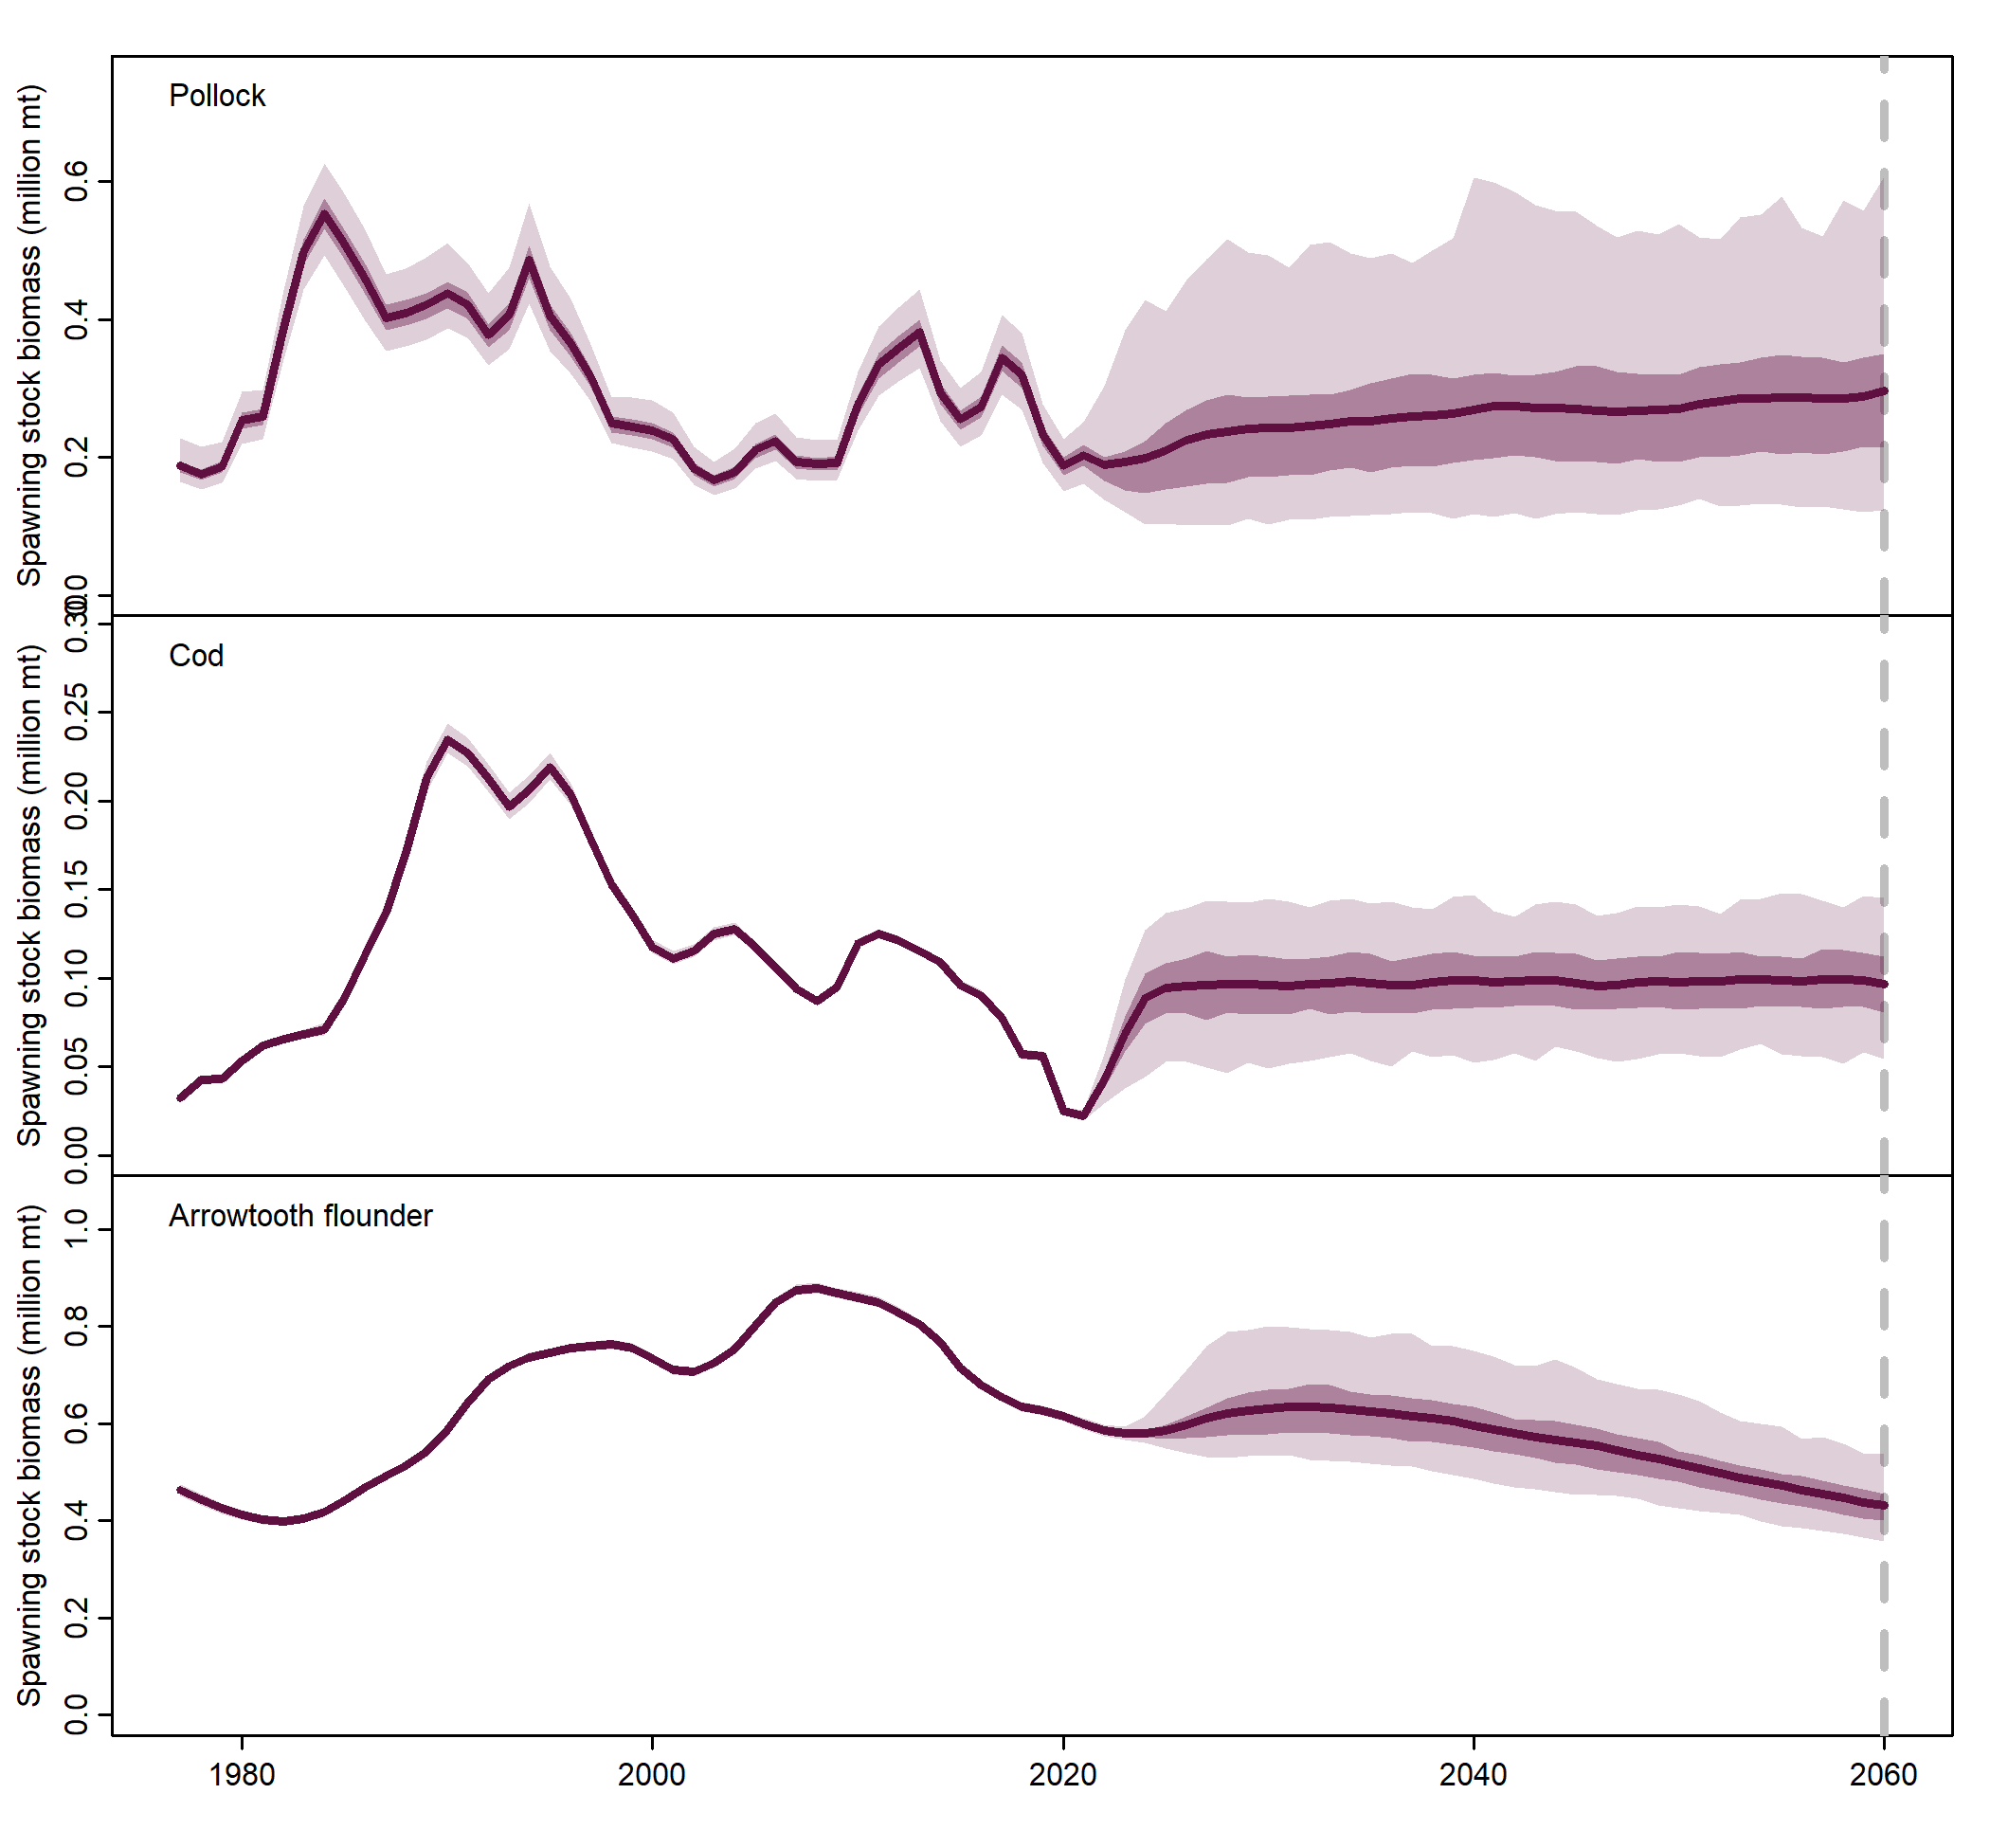 Pollock
Spawning stock biomass (million mt)
0.6
0.4
0.2
0.0
Cod
Spawning stock biomass (million mt)
0.30
0.25
0.20
0.15
0.10
0.05
0.00
Arrowtooth flounder
Spawning stock biomass (million mt)
1.0
0.8
0.6
0.4
0.2
0.0
1980 2000 2020 2040 2060